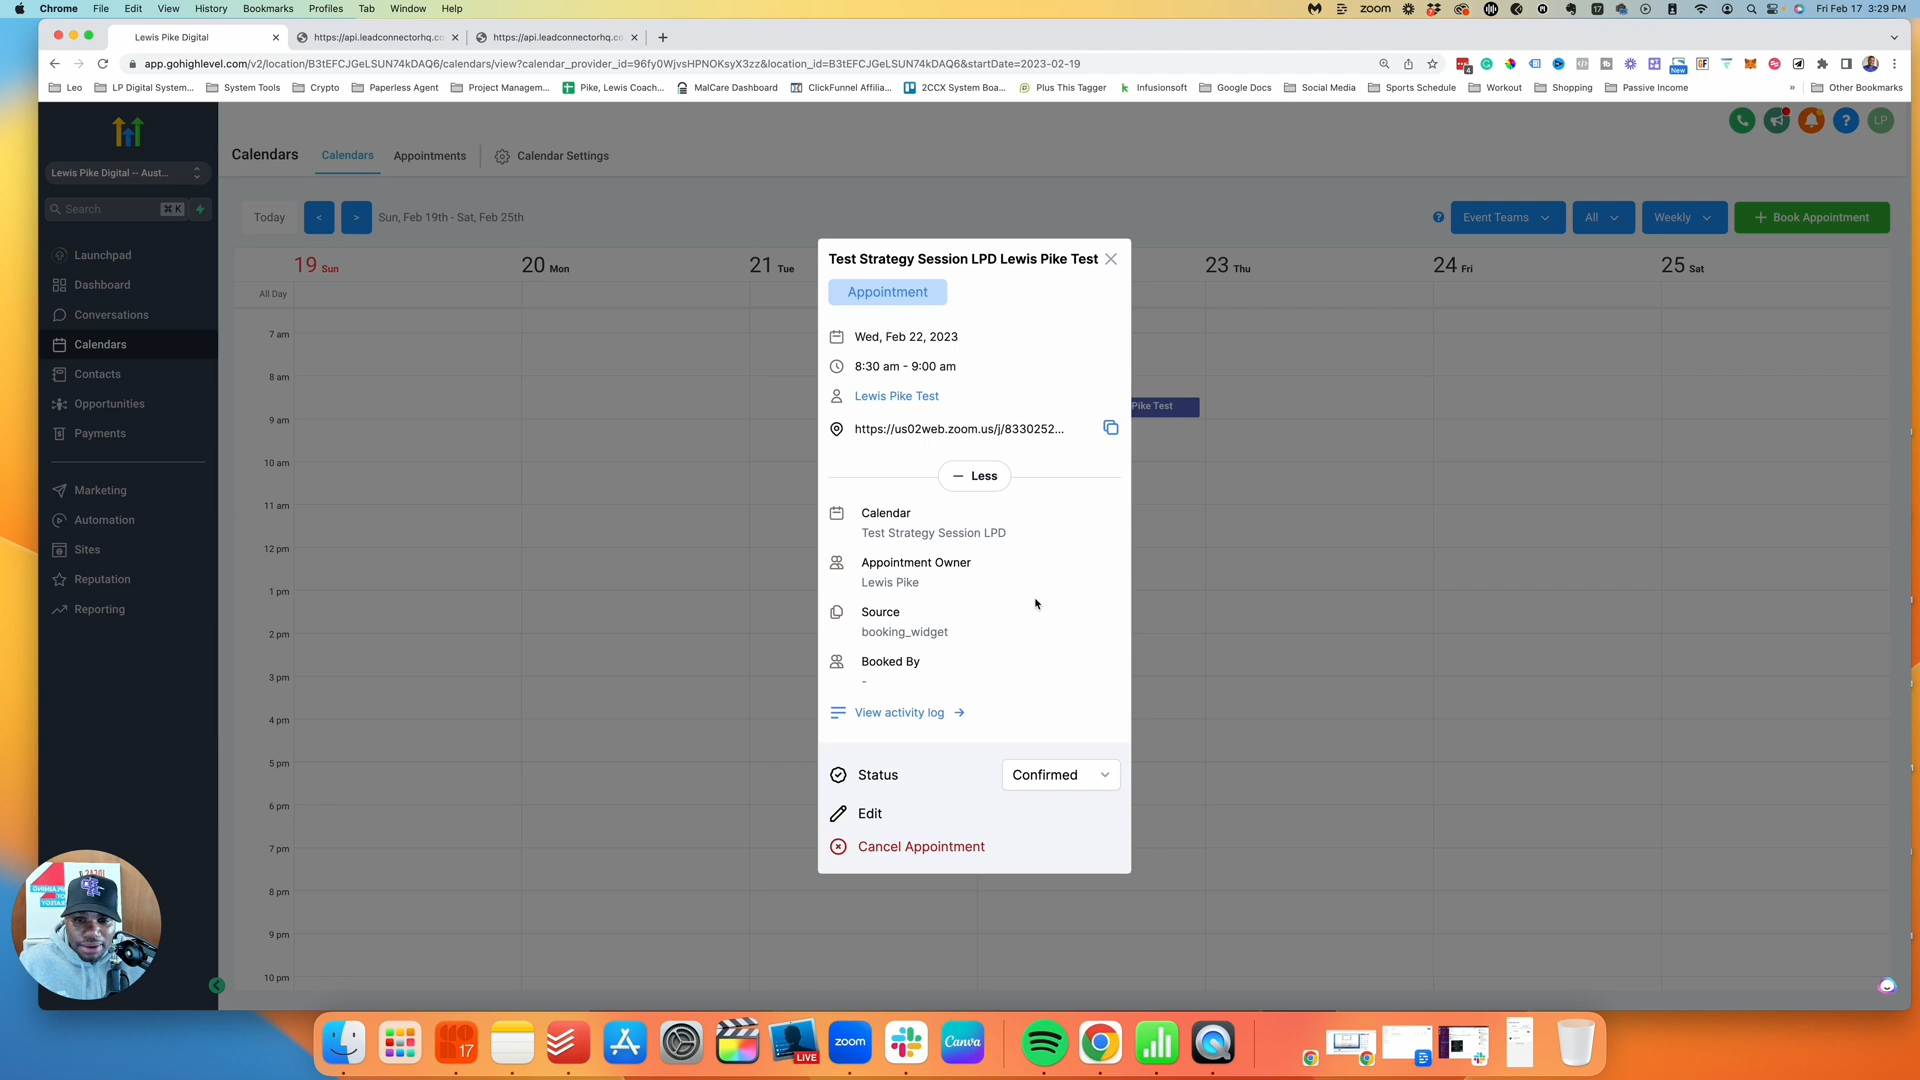 Chrome File Edit View History Bookmarks Profiles Tab Window Help
zoom 17 Fri Feb 17 3:29 PM
Lewis Pike Digital
https://api.leadconnectorhq.co
https://api.leadconnectorhq.co
app.gohighlevel.com/v2/location/B3tEFCJGeLSUN74kDAQ6/calendars/view?calendar_provider_id=96fy0WjvsHPNOKsyX3zz&location_id=B3tEFCJGeLSUN74kDAQ6&startDate=2023-02-19
Leo LP Digital System... System Tools Crypto Paperless Agent Project Managem... Pike, Lewis Coach... MalCare Dashboard ClickFunnel Affilia... 2CCX System Boa... Plus This Tagger Infusionsoft Google Docs Social Media Sports Schedule Workout Shopping Passive Income » Other Bookmarks
Lewis Pike Digital -- Aust...
Search ⌘ K
Launchpad
Dashboard
Conversations
Calendars
Contacts
Opportunities
Payments
Marketing
Automation
Sites
Reputation
Reporting
Calendars Calendars Appointments Calendar Settings
LP
Today < > Sun, Feb 19th - Sat, Feb 25th
? Event Teams All Weekly + Book Appointment
19 Sun 20 Mon 21 Tue 23 Thu 24 Fri 25 Sat
All Day
7 am
8 am
9 am
10 am
11 am
12 pm
1 pm
2 pm
3 pm
4 pm
5 pm
6 pm
7 pm
8 pm
9 pm
10 pm
Pike Test
Test Strategy Session LPD Lewis Pike Test
Appointment
Wed, Feb 22, 2023
8:30 am - 9:00 am
Lewis Pike Test
https://us02web.zoom.us/j/8330252...
Less
Calendar
Test Strategy Session LPD
Appointment Owner
Lewis Pike
Source
booking_widget
Booked By
-
View activity log
Status Confirmed
Edit
Cancel Appointment
17 LIVE zoom Canva